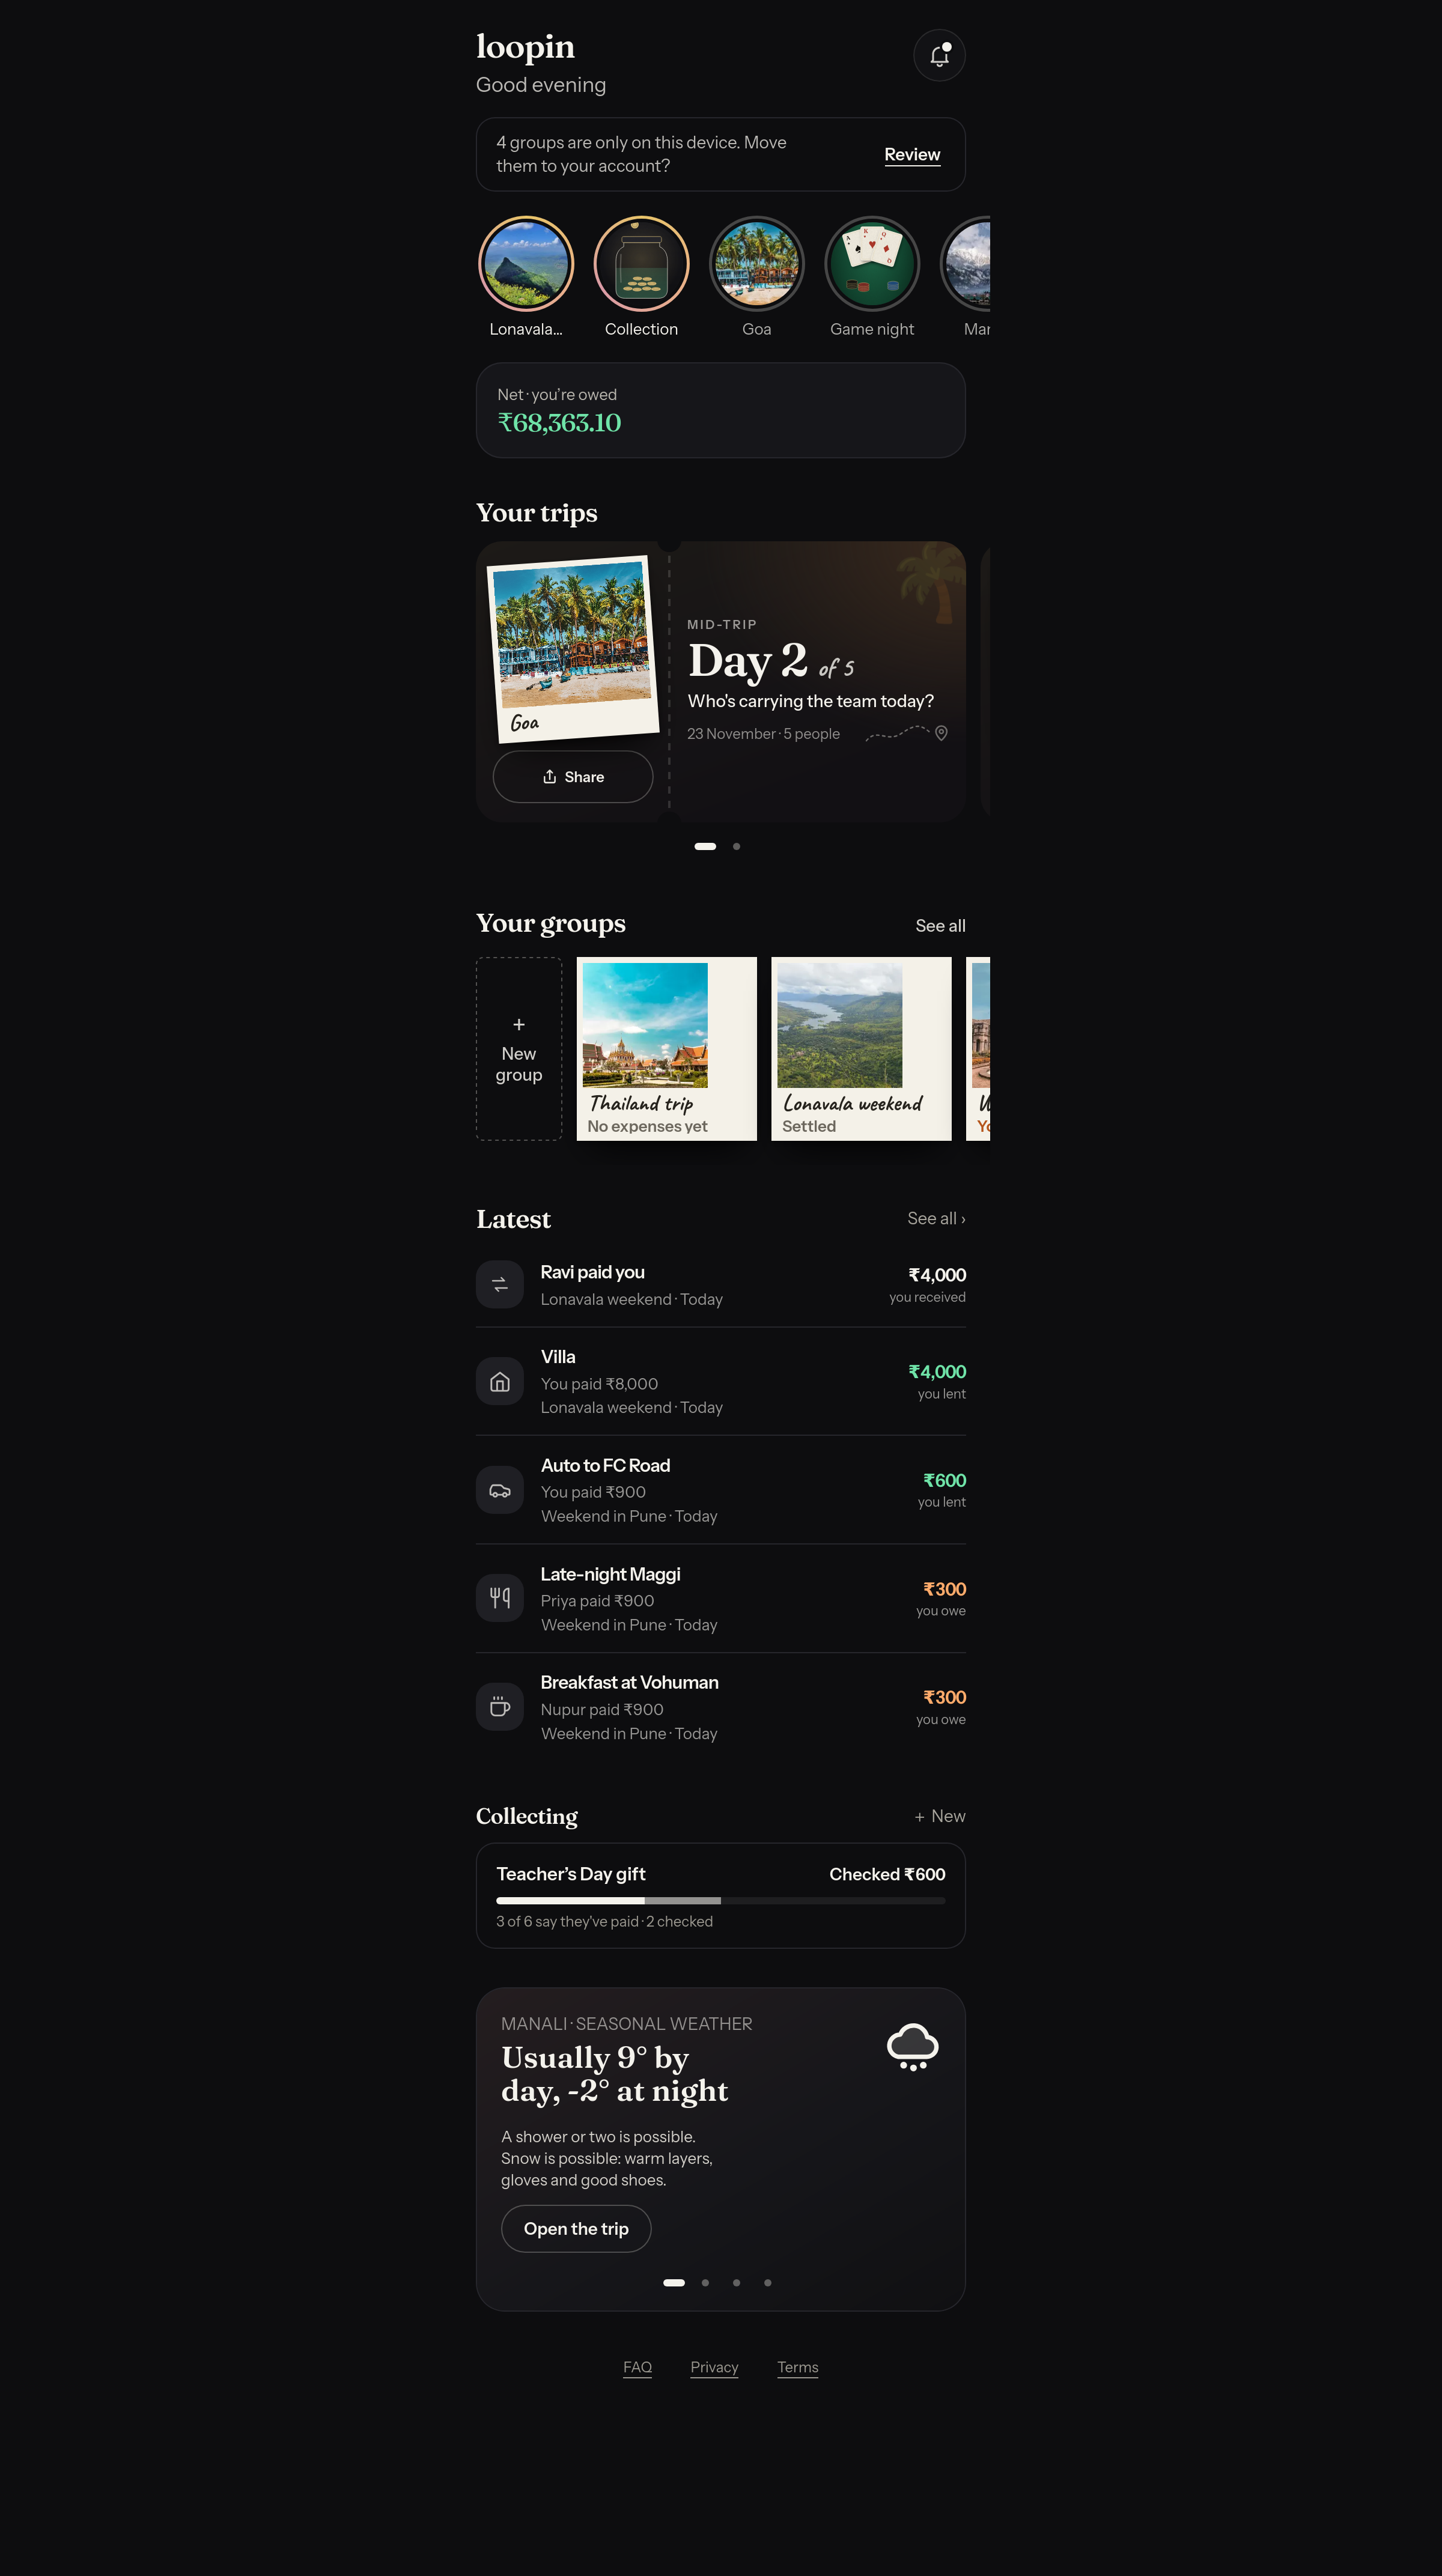 loopin
Good evening
4 groups are only on this device. Move
them to your account?
Review
Lonavala...
Collection
Goa
Game night
Net · you're owed
₹68,363.10
Your trips
Goa
Share
MID-TRIP
Day 2 of 5
Who's carrying the team today?
23 November · 5 people
Your groups
See all
+
New
group
Thailand trip
No expenses yet
Lonavala weekend
Settled
Latest
See all ›
Ravi paid you
Lonavala weekend · Today
₹4,000
you received
Villa
You paid ₹8,000
Lonavala weekend · Today
₹4,000
you lent
Auto to FC Road
You paid ₹900
Weekend in Pune · Today
₹600
you lent
Late-night Maggi
Priya paid ₹900
Weekend in Pune · Today
₹300
you owe
Breakfast at Vohuman
Nupur paid ₹900
Weekend in Pune · Today
₹300
you owe
Collecting
+ New
Teacher's Day gift
Checked ₹600
3 of 6 say they've paid · 2 checked
MANALI · SEASONAL WEATHER
Usually 9° by
day, -2° at night
A shower or two is possible.
Snow is possible: warm layers,
gloves and good shoes.
Open the trip
FAQ
Privacy
Terms